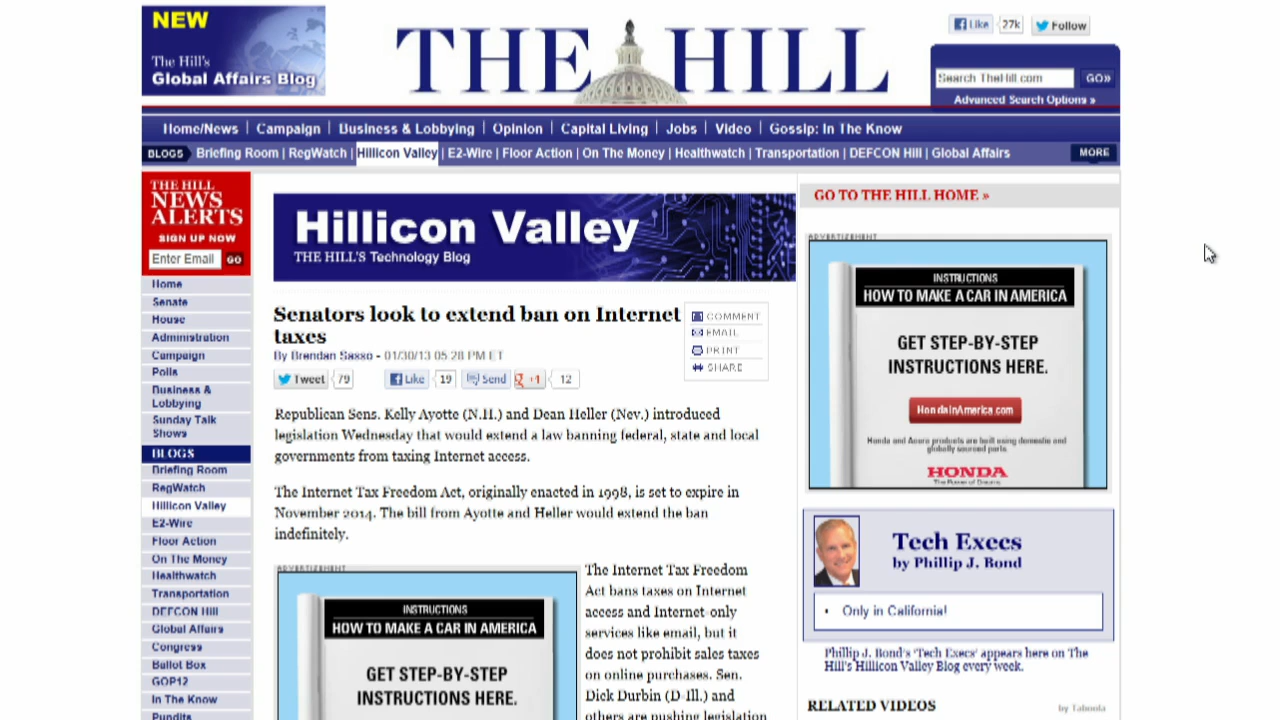 NEW
The Hill's
Global Affairs Blog
THE HILL
Like 27k Follow
Search TheHill.com GO»
Advanced Search Options »
Home/News | Campaign | Business & Lobbying | Opinion | Capital Living | Jobs | Video | Gossip: In The Know
BLOGS Briefing Room | RegWatch | Hillicon Valley | E2-Wire | Floor Action | On The Money | Healthwatch | Transportation | DEFCON Hill | Global Affairs MORE
THE HILL
NEWS
ALERTS
SIGN UP NOW
Enter Email GO
Home
Senate
House
Administration
Campaign
Polls
Business &
Lobbying
Sunday Talk
Shows
BLOGS
Briefing Room
RegWatch
Hillicon Valley
E2-Wire
Floor Action
On The Money
Healthwatch
Transportation
DEFCON Hill
Global Affairs
Congress
Ballot Box
GOP12
In The Know
Pundits
Hillicon Valley
THE HILL'S Technology Blog
Senators look to extend ban on Internet
taxes
By Brendan Sasso - 01/30/13 05:28 PM ET
Tweet 79 Like 19 Send +1 12
COMMENT
EMAIL
PRINT
SHARE
Republican Sens. Kelly Ayotte (N.H.) and Dean Heller (Nev.) introduced
legislation Wednesday that would extend a law banning federal, state and local
governments from taxing Internet access.
The Internet Tax Freedom Act, originally enacted in 1998, is set to expire in
November 2014. The bill from Ayotte and Heller would extend the ban
indefinitely.
ADVERTISEMENT
INSTRUCTIONS
HOW TO MAKE A CAR IN AMERICA
GET STEP-BY-STEP
INSTRUCTIONS HERE.
The Internet Tax Freedom
Act bans taxes on Internet
access and Internet-only
services like email, but it
does not prohibit sales taxes
on online purchases. Sen.
Dick Durbin (D-Ill.) and
others are pushing legislation
GO TO THE HILL HOME »
ADVERTISEMENT
INSTRUCTIONS
HOW TO MAKE A CAR IN AMERICA
GET STEP-BY-STEP
INSTRUCTIONS HERE.
HondaInAmerica.com
Honda and Acura products are built using domestic and
globally sourced parts.
HONDA
The Power of Dreams
Tech Execs
by Phillip J. Bond
• Only in California!
Phillip J. Bond's 'Tech Execs' appears here on The
Hill's Hillicon Valley Blog every week.
RELATED VIDEOS
by Taboola